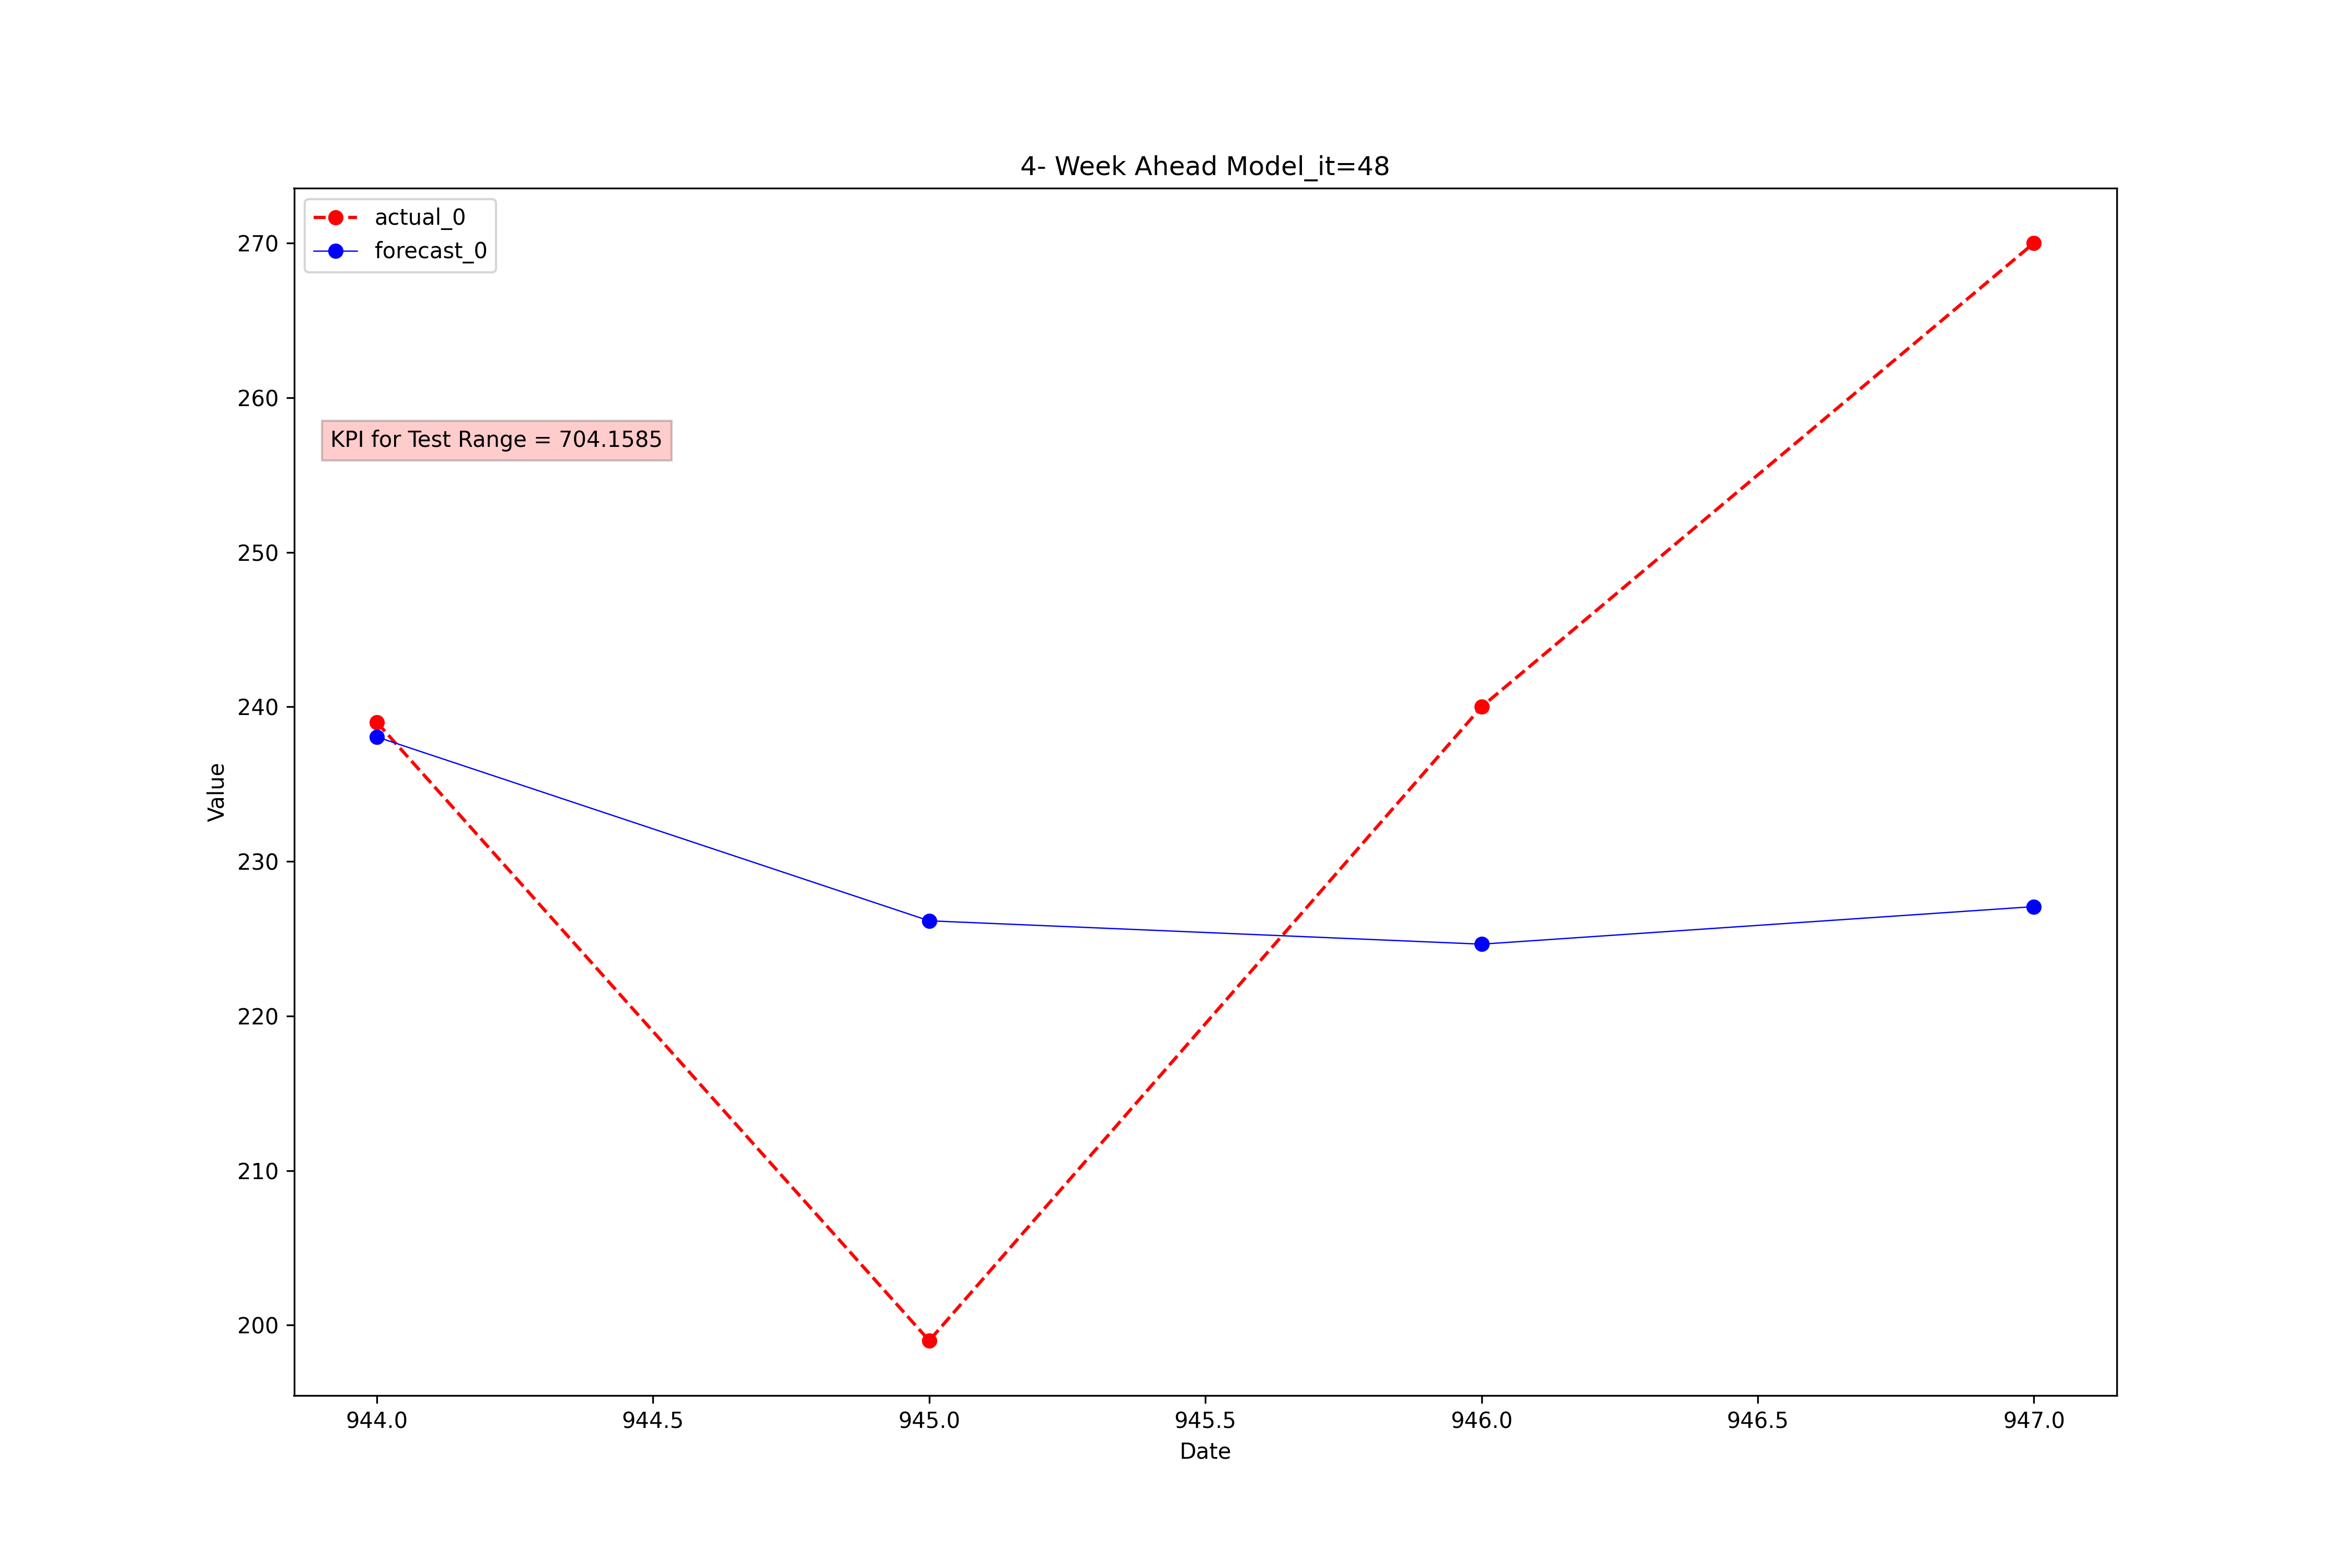 4- Week Ahead Model_it=48
actual_0
forecast_0
KPI for Test Range = 704.1585
270
260
250
240
230
220
210
200
Value
944.0
944.5
945.0
945.5
946.0
946.5
947.0
Date